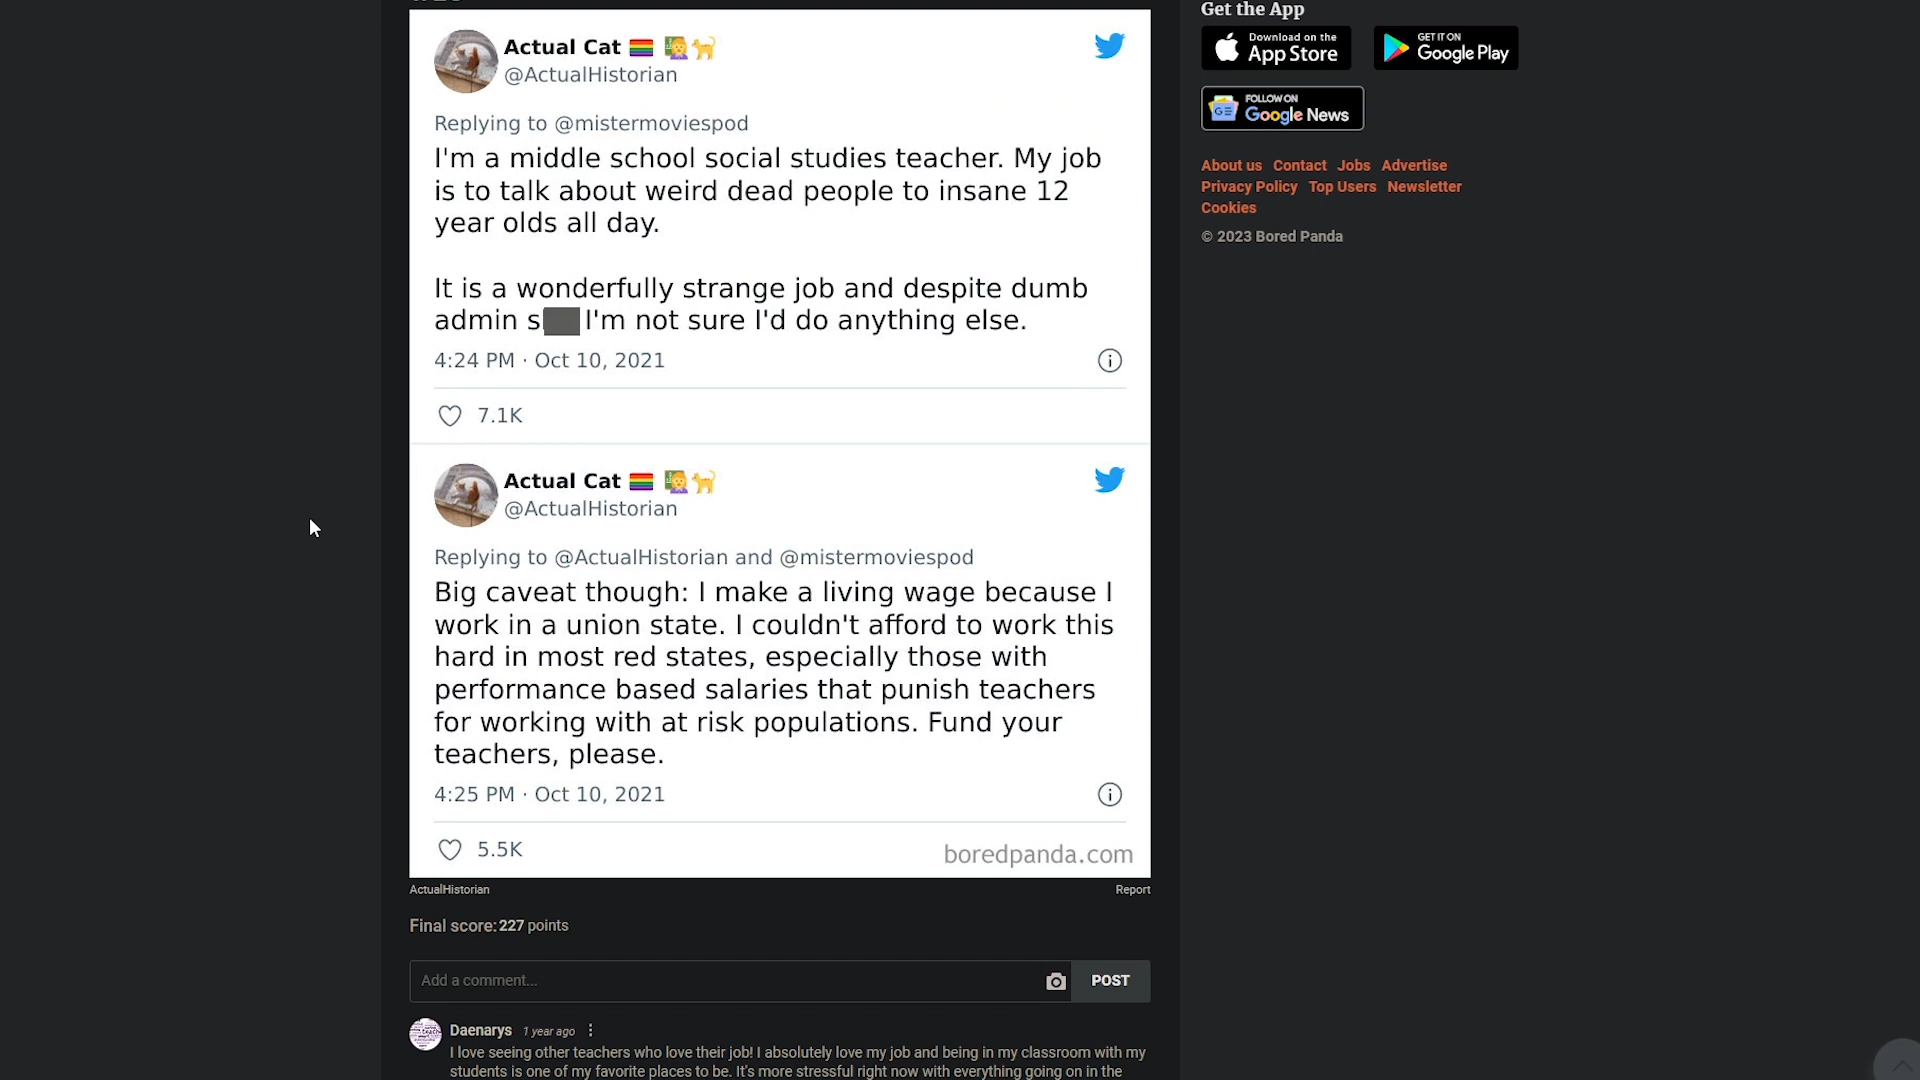 Get the App
Download on the
App Store
GET IT ON
Google Play
FOLLOW ON
Google News
About us Contact Jobs Advertise
Privacy Policy Top Users Newsletter
Cookies
© 2023 Bored Panda
Actual Cat
@ActualHistorian
Replying to @mistermoviespod
I'm a middle school social studies teacher. My job
is to talk about weird dead people to insane 12
year olds all day.
It is a wonderfully strange job and despite dumb
admin s I'm not sure I'd do anything else.
4:24 PM · Oct 10, 2021
7.1K
Actual Cat
@ActualHistorian
Replying to @ActualHistorian and @mistermoviespod
Big caveat though: I make a living wage because I
work in a union state. I couldn't afford to work this
hard in most red states, especially those with
performance based salaries that punish teachers
for working with at risk populations. Fund your
teachers, please.
4:25 PM · Oct 10, 2021
5.5K
boredpanda.com
ActualHistorian
Report
Final score: 227 points
Add a comment...
POST
Daenarys 1 year ago
I love seeing other teachers who love their job! I absolutely love my job and being in my classroom with my
students is one of my favorite places to be. It's more stressful right now with everything going on in the